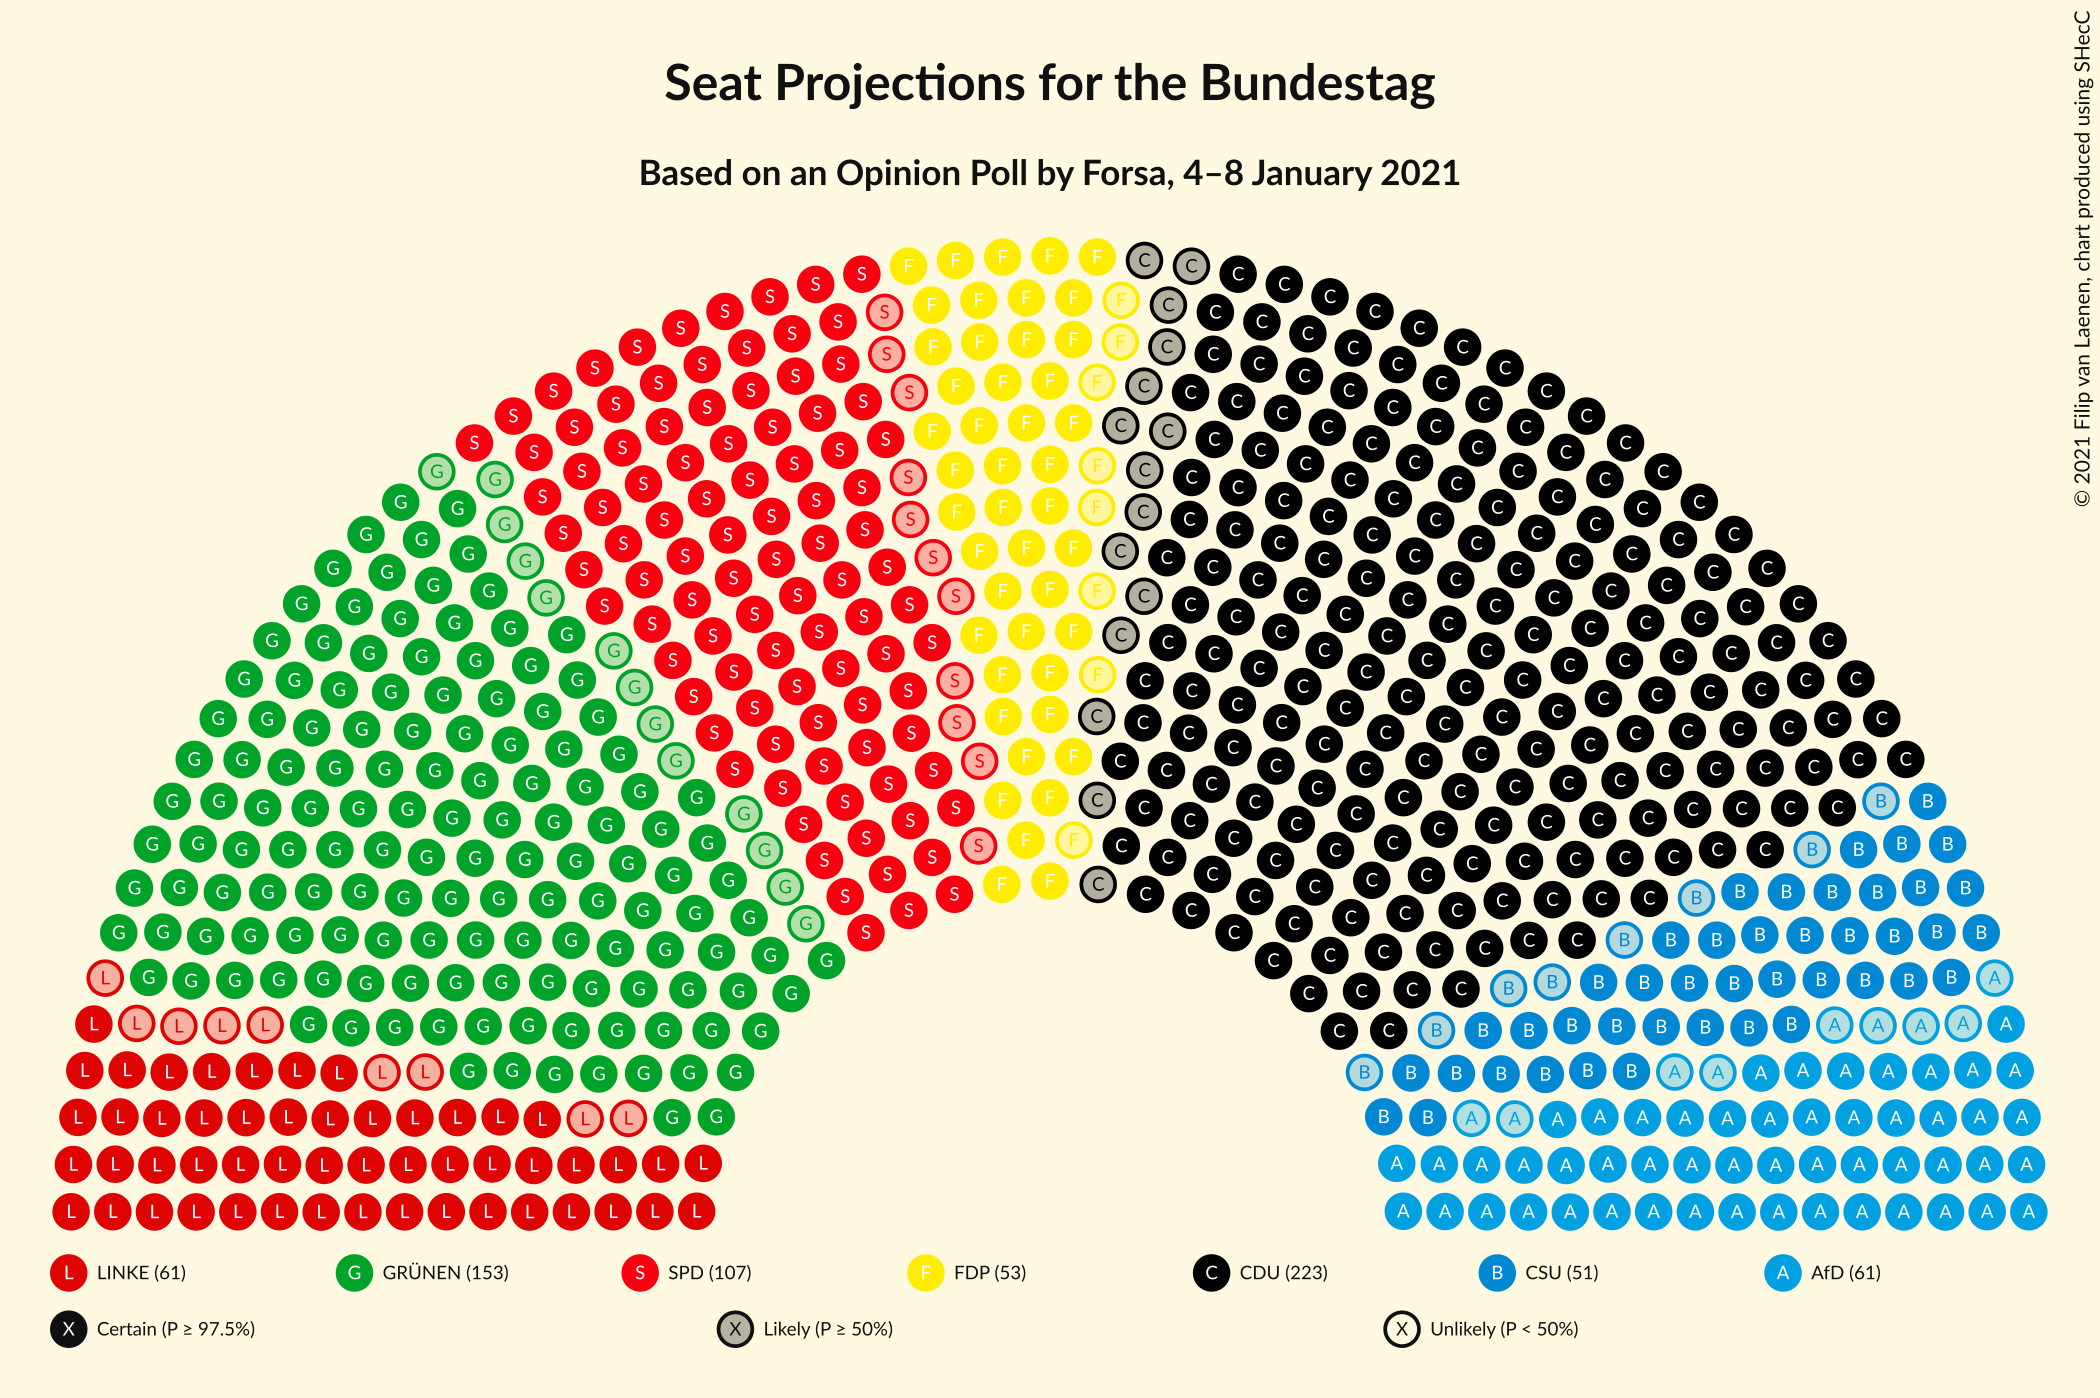 Seat Projections for the Bundestag
Based on an Opinion Poll by Forsa, 4–8 January 2021
© 2021 Filip van Laenen, chart produced using SHecC
L LINKE (61) G GRÜNEN (153) S SPD (107) F FDP (53) C CDU (223) B CSU (51) A AfD (61)
X Certain (P ≥ 97.5%) X Likely (P ≥ 50%) X Unlikely (P < 50%)